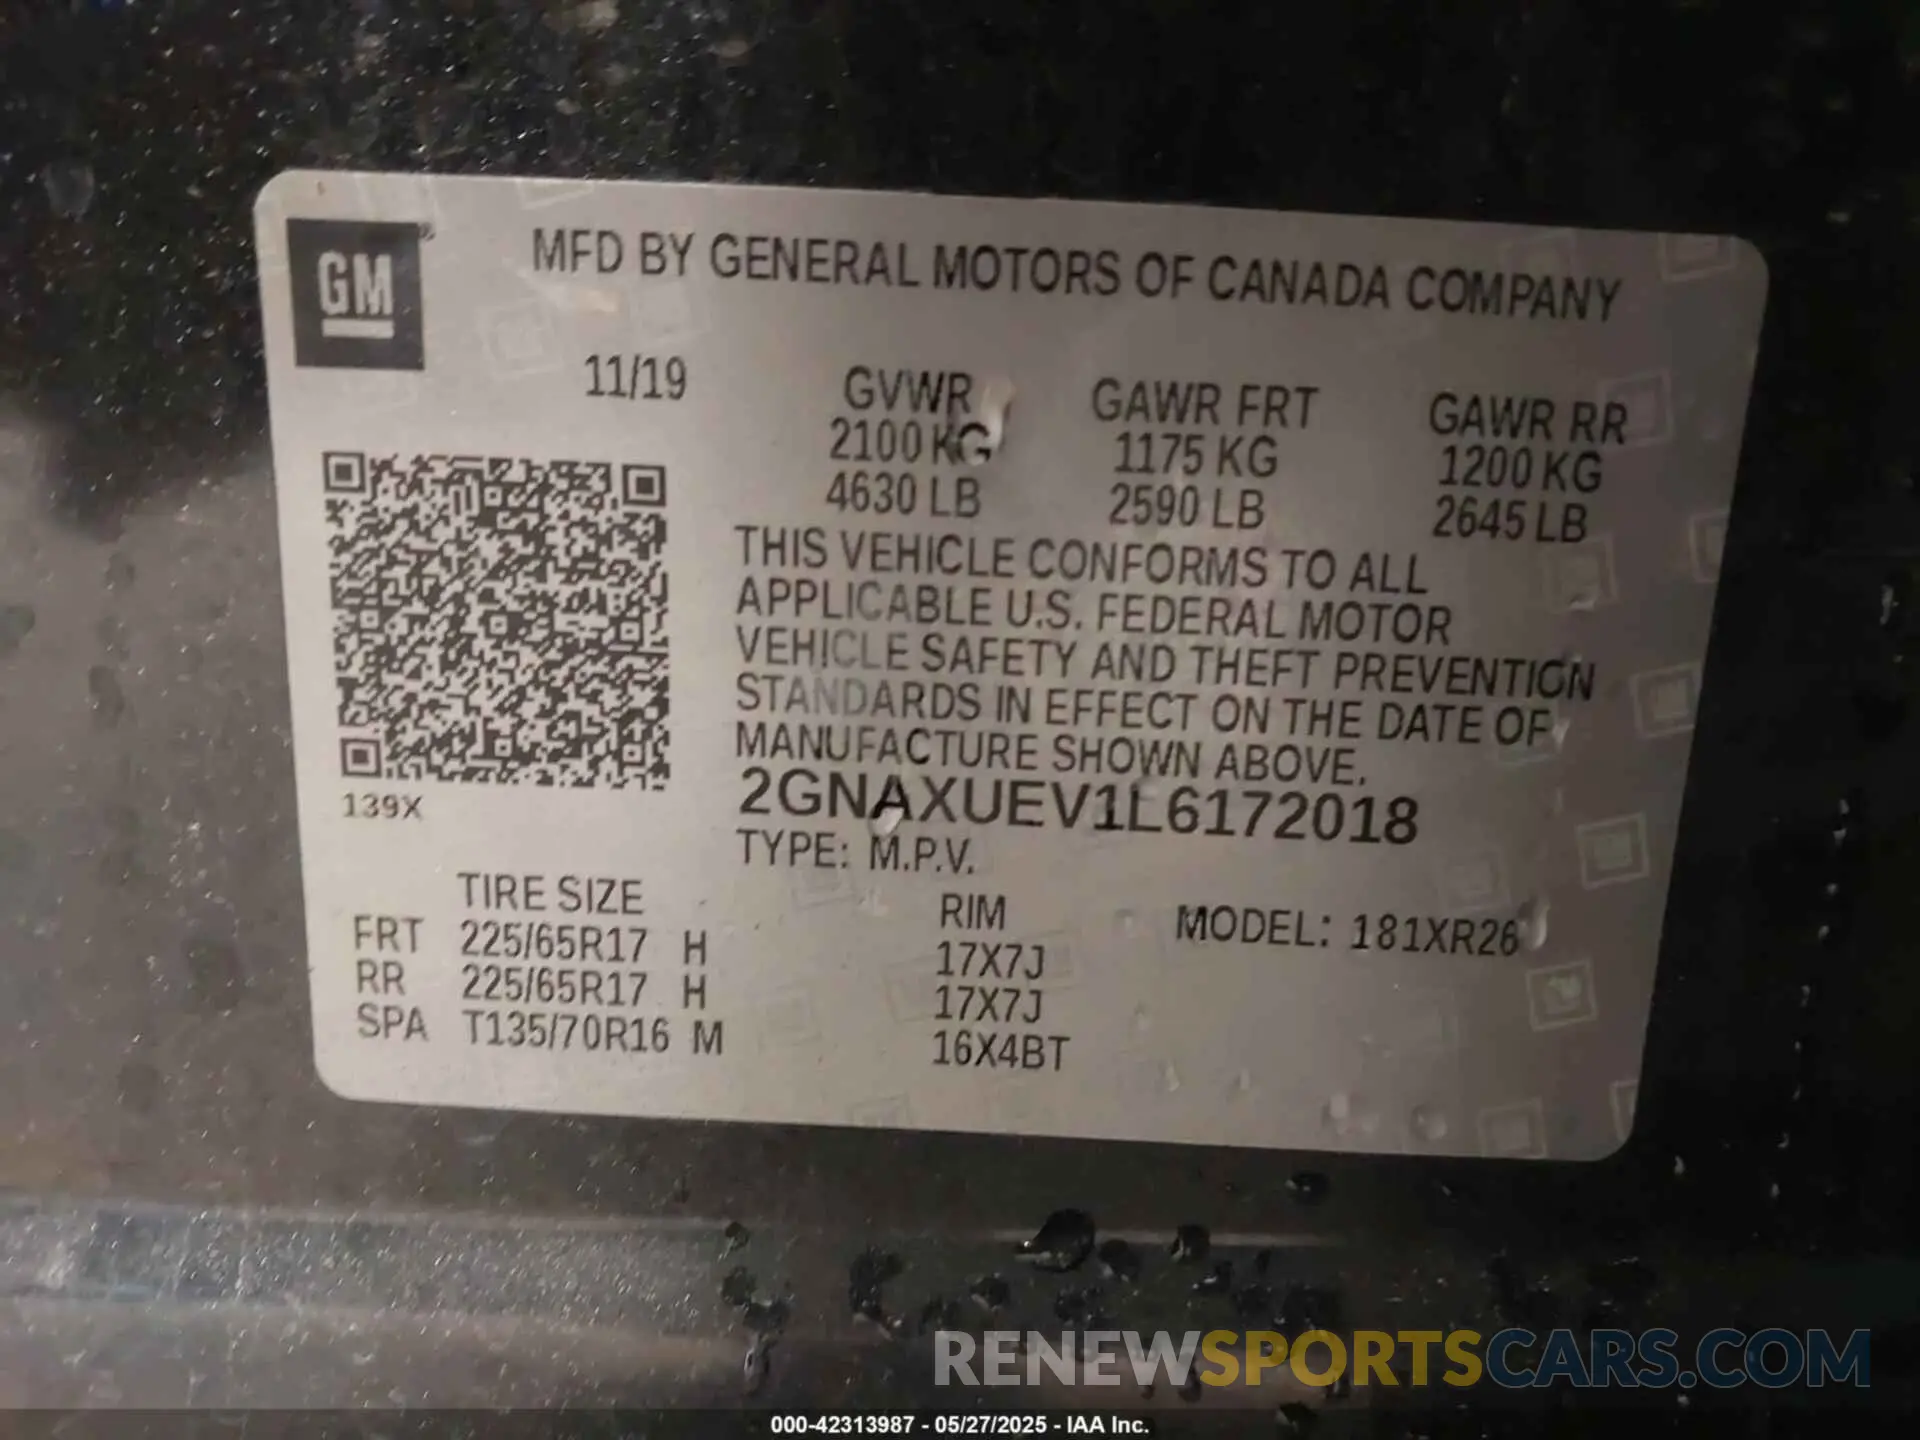 GM
MFD BY GENERAL MOTORS OF CANADA COMPANY
11/19
GVWR
2100 KG
4630 LB
GAWR FRT
1175 KG
2590 LB
GAWR RR
1200 KG
2645 LB
THIS VEHICLE CONFORMS TO ALL
APPLICABLE U.S. FEDERAL MOTOR
VEHICLE SAFETY AND THEFT PREVENTION
STANDARDS IN EFFECT ON THE DATE OF
MANUFACTURE SHOWN ABOVE.
139X
2GNAXUEV1L6172018
TYPE: M.P.V.
TIRE SIZE
RIM
MODEL: 181XR26
FRT 225/65R17 H 17X7J
RR 225/65R17 H 17X7J
SPA T135/70R16 M 16X4BT
RENEWSPORTSCARS.COM
000-42313987 - 05/27/2025 - IAA Inc.